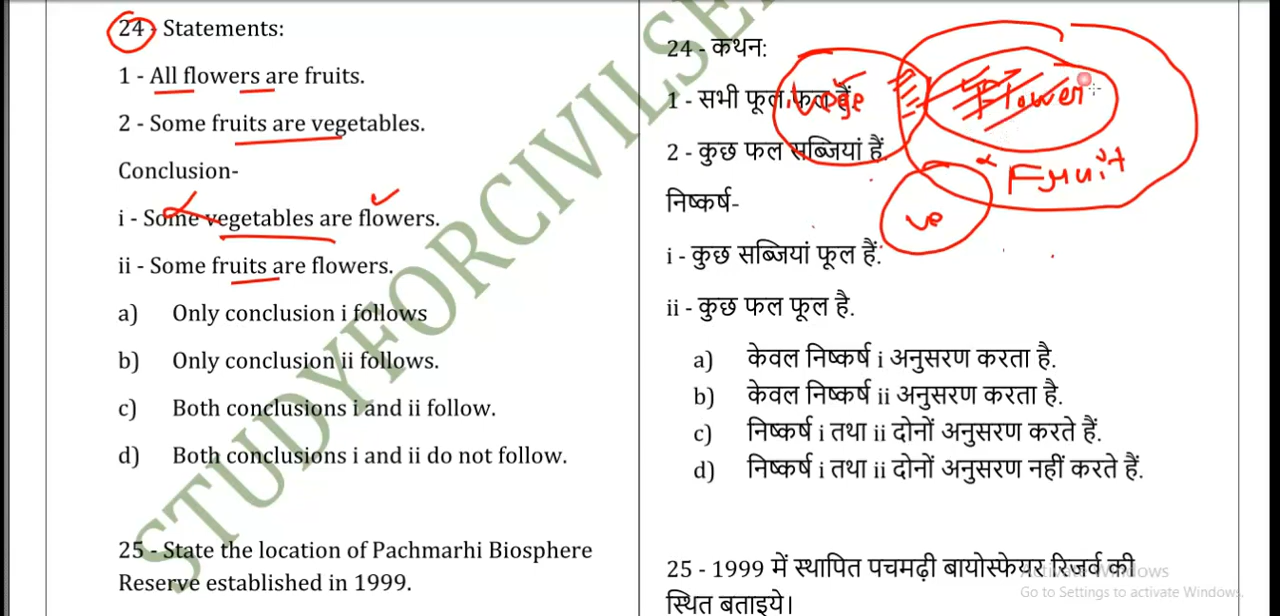 24 - Statements:
1 - All flowers are fruits.
2 - Some fruits are vegetables.
Conclusion-
i - Some vegetables are flowers.
ii - Some fruits are flowers.
a) Only conclusion i follows
b) Only conclusion ii follows.
c) Both conclusions i and ii follow.
d) Both conclusions i and ii do not follow.
25 - State the location of Pachmarhi Biosphere
Reserve established in 1999.
24 - कथन:
1 - सभी फूल फल हैं
2 - कुछ फल सब्जियां हैं.
निष्कर्ष-
i - कुछ सब्जियां फूल हैं.
ii - कुछ फल फूल है.
a) केवल निष्कर्ष i अनुसरण करता है.
b) केवल निष्कर्ष ii अनुसरण करता है.
c) निष्कर्ष i तथा ii दोनों अनुसरण करते हैं.
d) निष्कर्ष i तथा ii दोनों अनुसरण नहीं करते हैं.
25 - 1999 में स्थापित पचमढ़ी बायोस्फेयर रिजर्व की
स्थित बताइये।
Flower
Fruit
ve
STUDYFORCIVILSE
Activate Windows
Go to Settings to activate Windows.